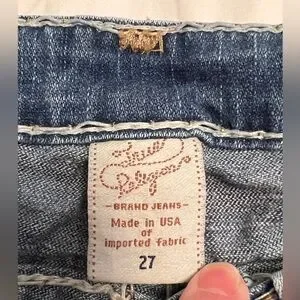 True
Religion
- BRAND JEANS -
Made in USA
of
imported fabric
27